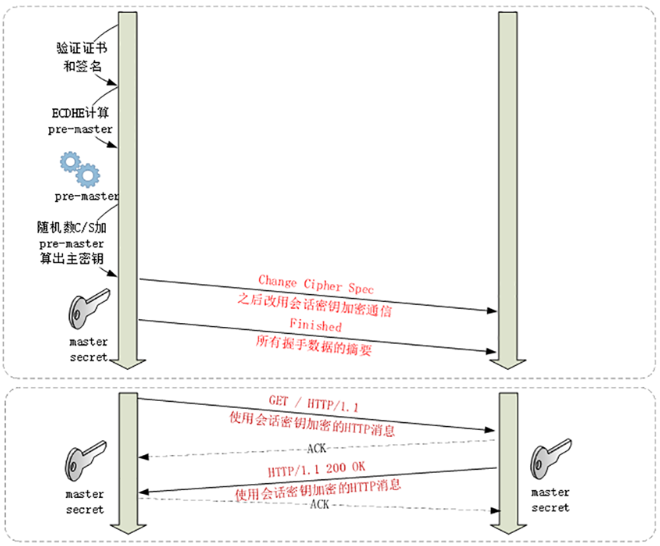 验证证书
和签名
ECDHE计算
pre-master
pre-master
随机数C/S加
pre-master
算出主密钥
Change Cipher Spec
之后改用会话密钥加密通信
Finished
所有握手数据的摘要
master
secret
GET / HTTP/1.1
使用会话密钥加密的HTTP消息
ACK
HTTP/1.1 200 OK
使用会话密钥加密的HTTP消息
ACK
master
secret
master
secret